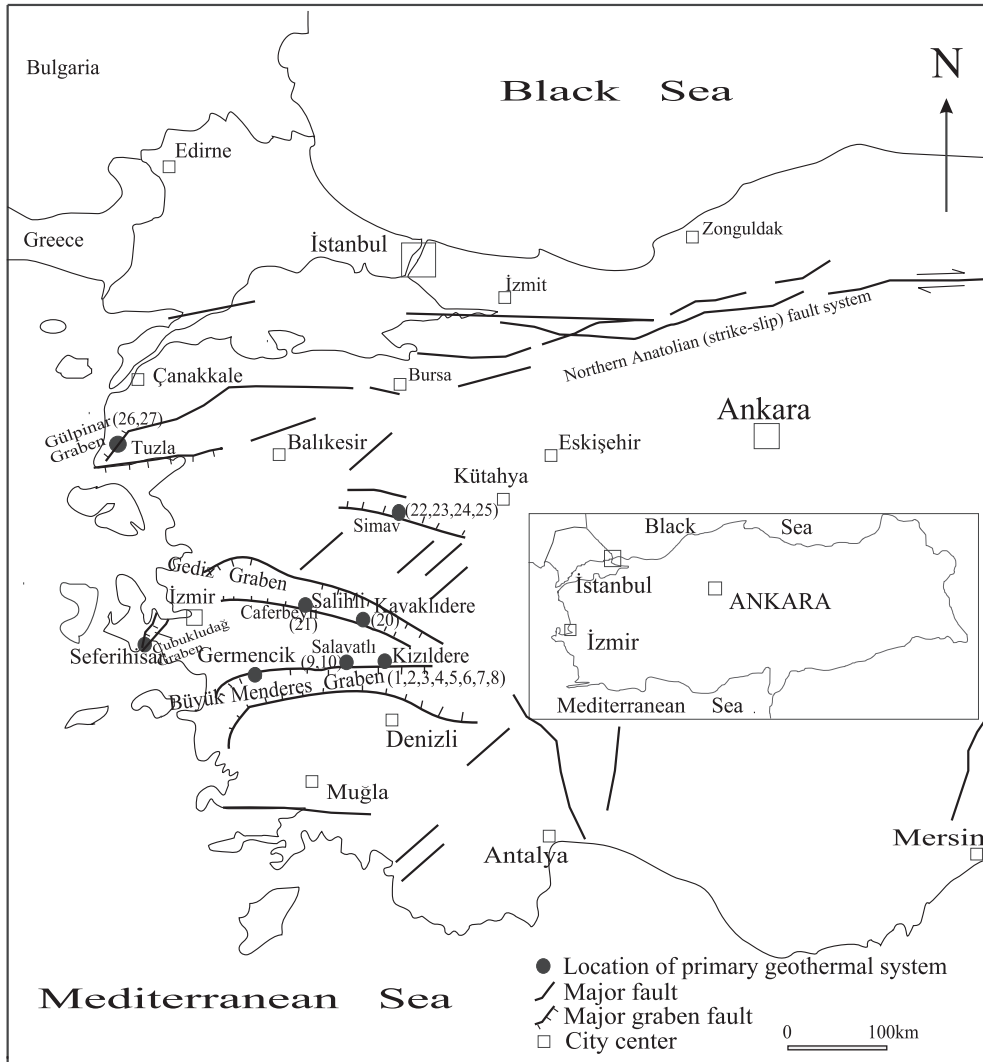 Bulgaria
Black Sea
N
Edirne
Greece
İstanbul
Zonguldak
İzmit
Northern Anatolian (strike-slip) fault system
Çanakkale
Bursa
Ankara
Gülpinar (26,27)
Graben
Tuzla
Balıkesir
Eskişehir
Kütahya
(22,23,24,25)
Simav
Black Sea
İstanbul
ANKARA
İzmir
Mediterranean Sea
Gediz Graben
İzmir
Salihli
Caferbeyli
(21)
Kavaklıdere
(20)
Çubukludağ
Graben
Seferihisar
Germencik
Salavatlı
(9,10)
Kızıldere
(1,2,3,4,5,6,7,8)
Büyük Menderes Graben
Denizli
Muğla
Antalya
Mersin
Mediterranean Sea
Location of primary geothermal system
Major fault
Major graben fault
City center
0 100km